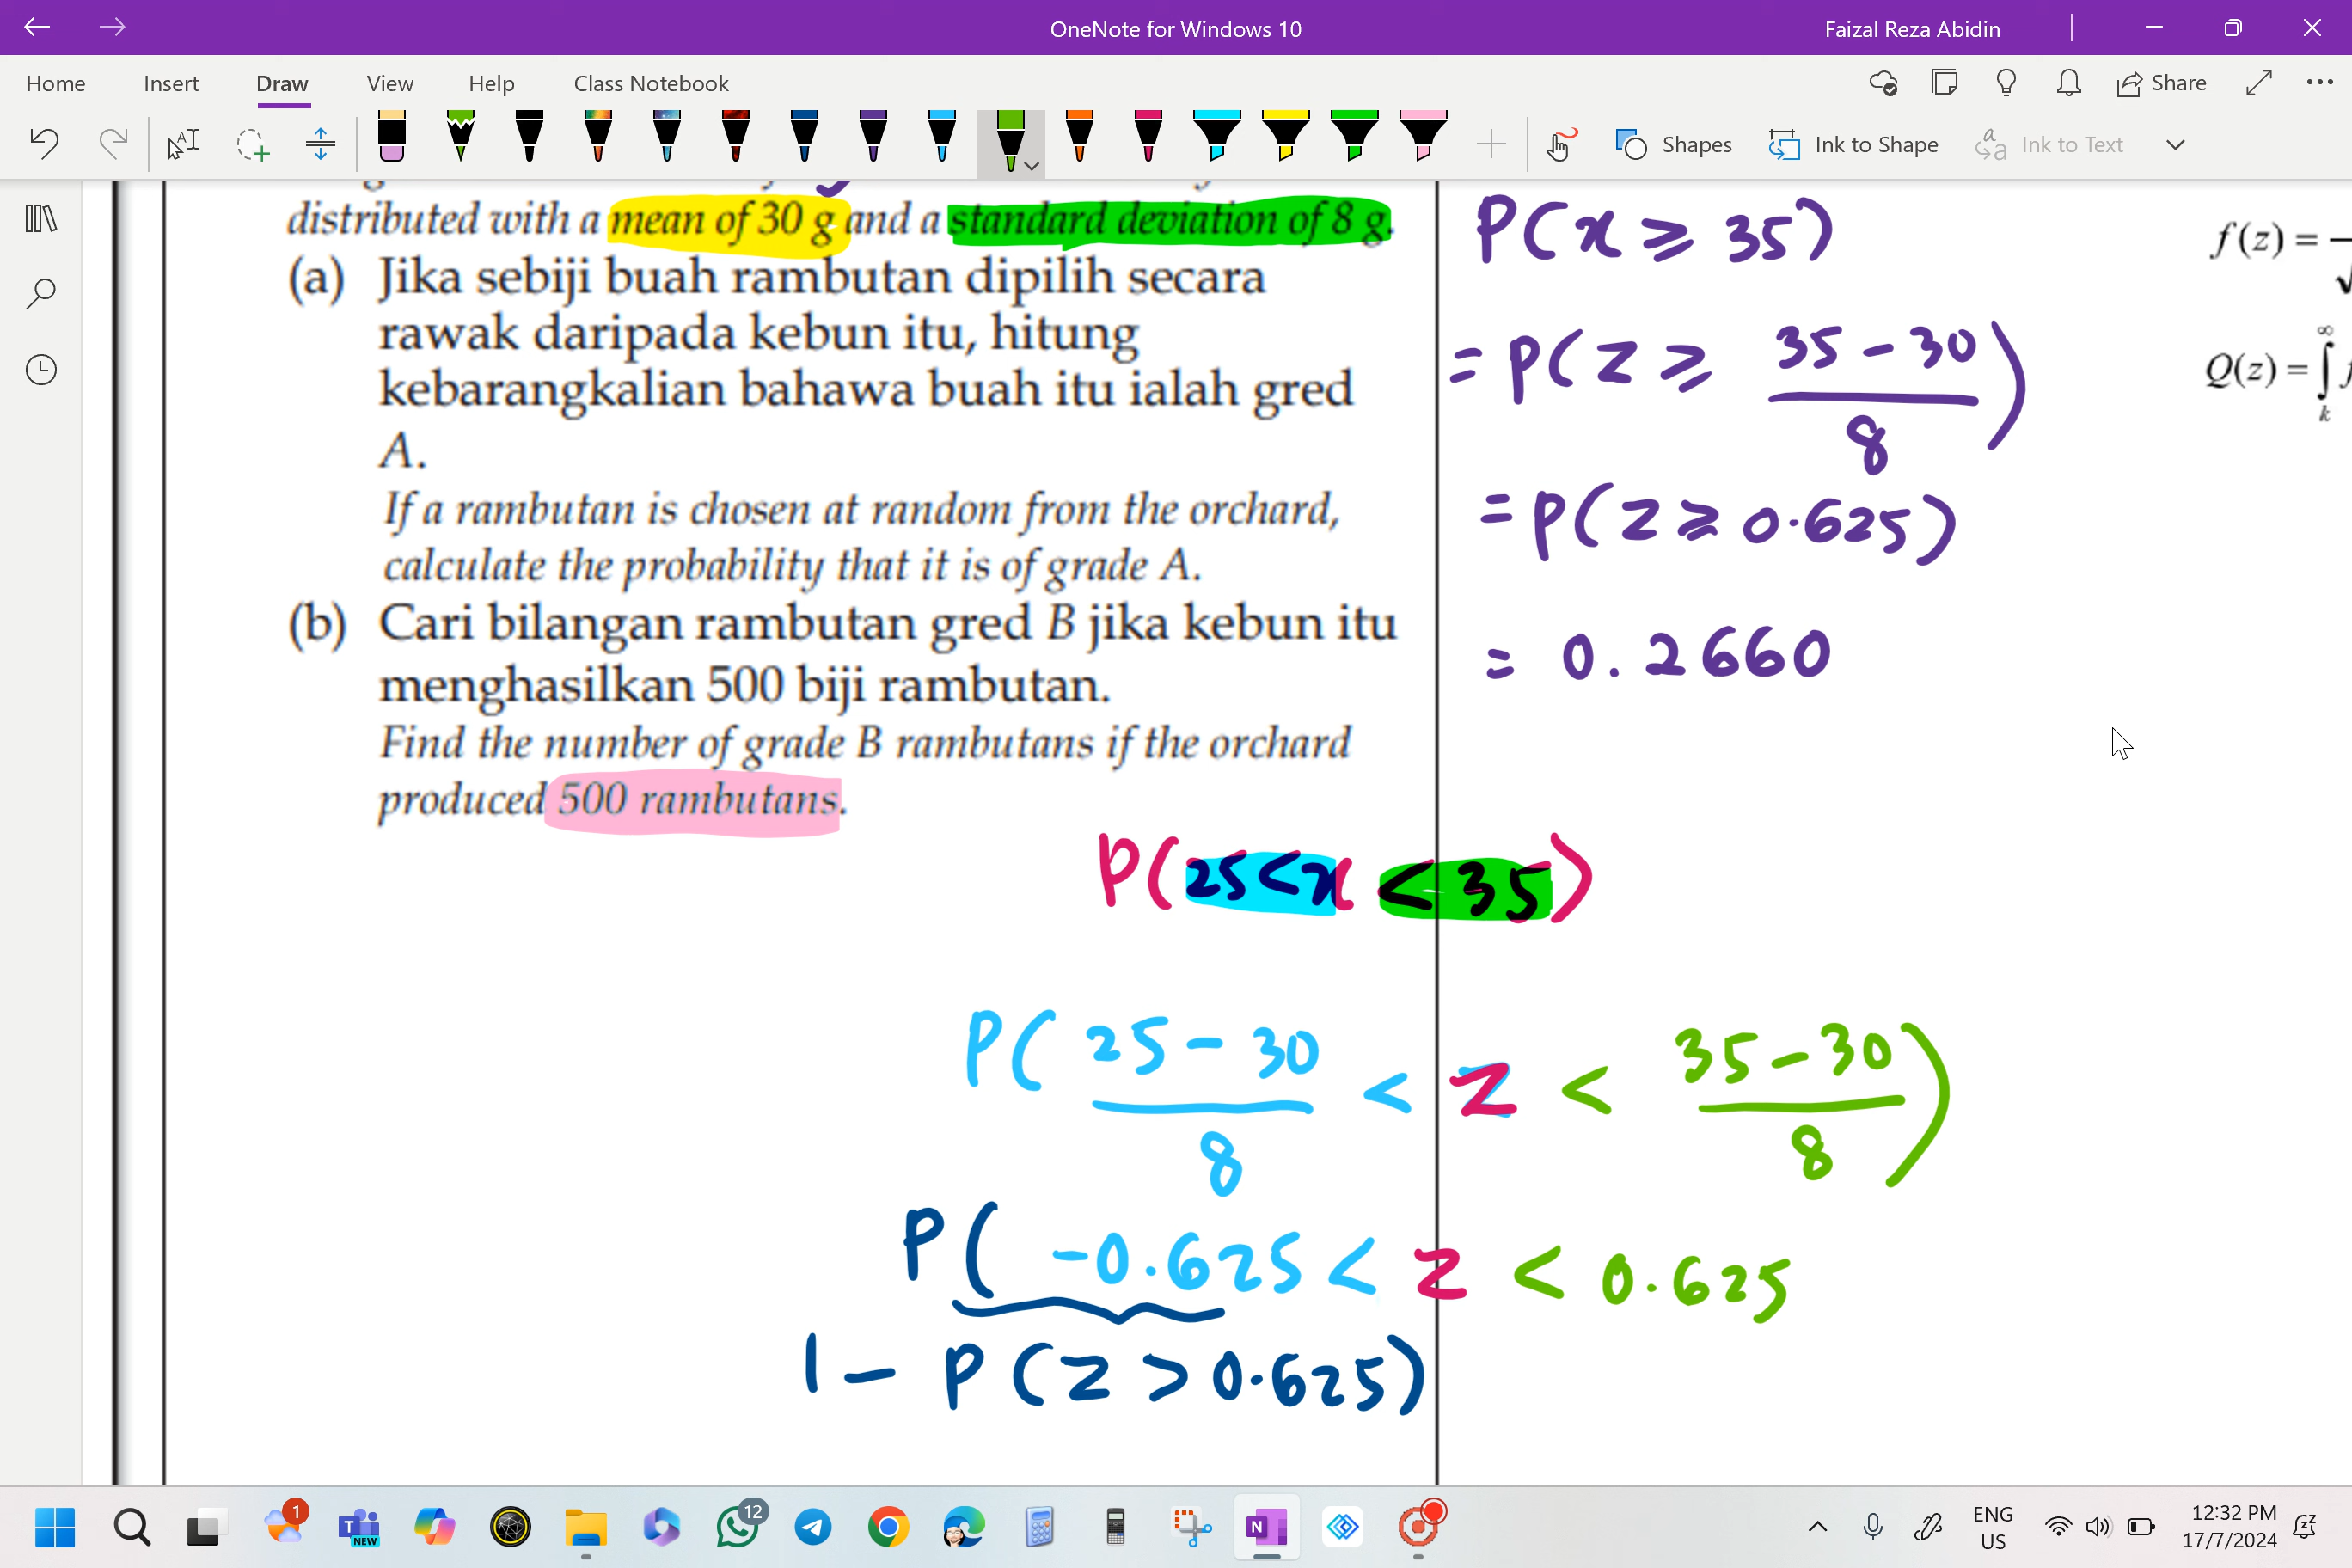 OneNote for Windows 10
Faizal Reza Abidin
Home Insert Draw View Help Class Notebook
Share
Shapes Ink to Shape Ink to Text
distributed with a mean of 30 g and a standard deviation of 8 g.
(a) Jika sebiji buah rambutan dipilih secara
rawak daripada kebun itu, hitung
kebarangkalian bahawa buah itu ialah gred
A.
If a rambutan is chosen at random from the orchard,
calculate the probability that it is of grade A.
(b) Cari bilangan rambutan gred B jika kebun itu
menghasilkan 500 biji rambutan.
Find the number of grade B rambutans if the orchard
produced 500 rambutans.
P(x ≥ 35)
= P(Z ≥ (35 - 30)/8)
= P(Z ≥ 0.625)
= 0.2660
f(z) =
Q(z) = ∫
∞
k
P(25 < x < 35)
P((25 - 30)/8 < Z < (35 - 30)/8)
P(-0.625 < Z < 0.625
1 - P(Z > 0.625)
1
NEW
12
ENG
US
12:32 PM
17/7/2024